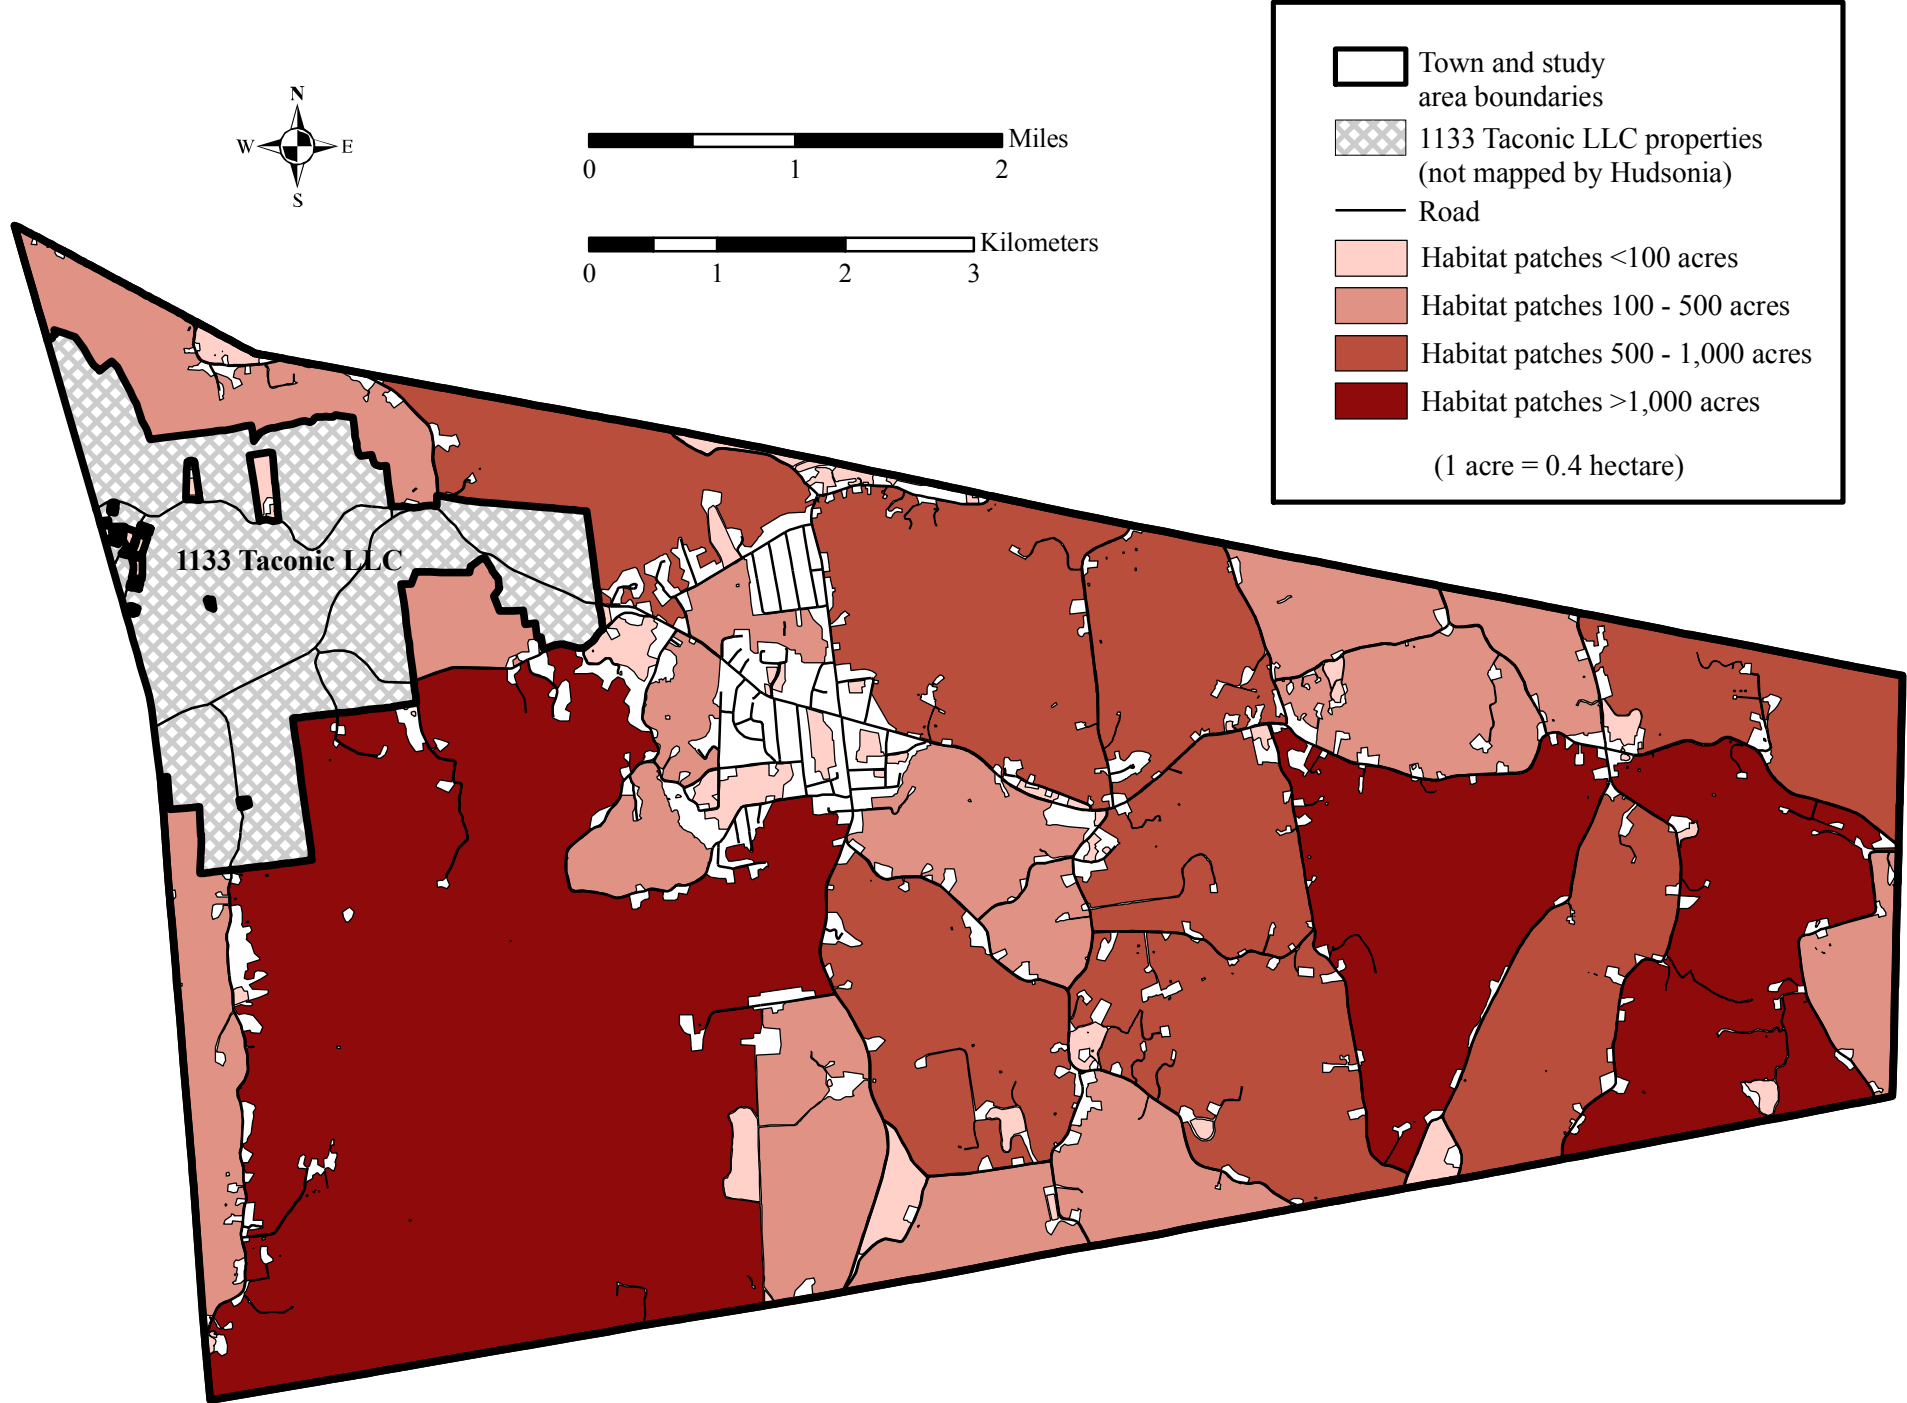 N
W E
S
Miles
0 1 2
Kilometers
0 1 2 3
Town and study
area boundaries
1133 Taconic LLC properties
(not mapped by Hudsonia)
Road
Habitat patches <100 acres
Habitat patches 100 - 500 acres
Habitat patches 500 - 1,000 acres
Habitat patches >1,000 acres
(1 acre = 0.4 hectare)
1133 Taconic LLC